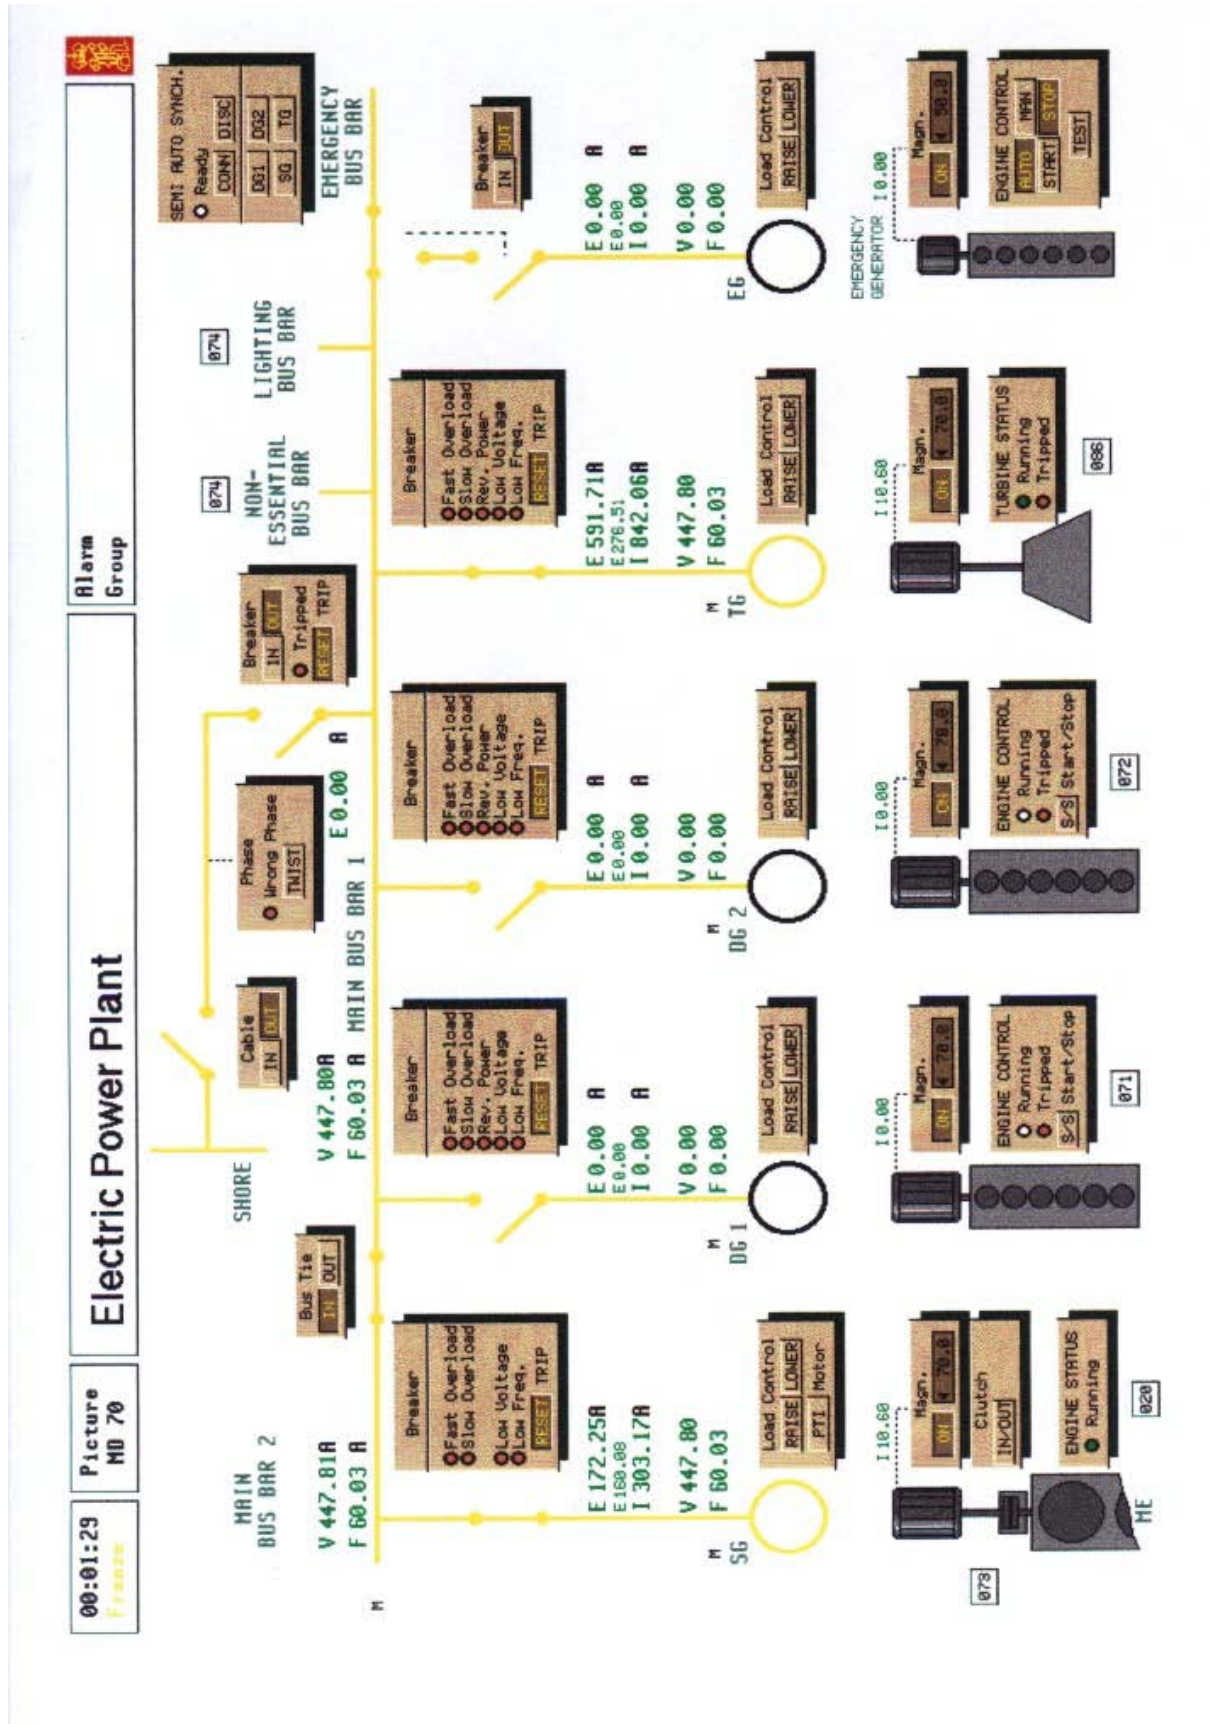 00:01:29
Freeze
Picture
MD 70
Electric Power Plant
Alarm
Group
SEMI AUTO SYNCH.
Ready
CONN DISC
DG1 DG2
SG TG
SHORE
Cable
IN OUT
Phase
Wrong Phase
TWIST
E 0.00 A
Breaker
IN OUT
Tripped
RESET TRIP
074
NON-
ESSENTIAL
BUS BAR
074
LIGHTING
BUS BAR
EMERGENCY
BUS BAR
MAIN
BUS BAR 2
V 447.81A
F 60.03 A
Bus Tie
IN OUT
V 447.80A
F 60.03 A MAIN BUS BAR 1
M
Breaker
Fast Overload
Slow Overload
Low Voltage
Low Freq.
RESET TRIP
E 172.25A
E 160.08
I 303.17A
V 447.80
F 60.03
M
SG
Load Control
RAISE LOWER
PTI Motor
I 10.60
Magn.
ON 70.0
Clutch
IN/OUT
ENGINE STATUS
Running
073
ME
020
Breaker
Fast Overload
Slow Overload
Rev. Power
Low Voltage
Low Freq.
RESET TRIP
E 0.00 A
E 0.00
I 0.00 A
V 0.00
F 0.00
M
DG 1
Load Control
RAISE LOWER
I 0.00
Magn.
ON 70.0
ENGINE CONTROL
Running
Tripped
S/S Start/Stop
071
Breaker
Fast Overload
Slow Overload
Rev. Power
Low Voltage
Low Freq.
RESET TRIP
E 0.00 A
E 0.00
I 0.00 A
V 0.00
F 0.00
M
DG 2
Load Control
RAISE LOWER
I 0.00
Magn.
ON 70.0
ENGINE CONTROL
Running
Tripped
S/S Start/Stop
072
Breaker
Fast Overload
Slow Overload
Rev. Power
Low Voltage
Low Freq.
RESET TRIP
E 591.71A
E 276.51
I 842.06A
V 447.80
F 60.03
M
TG
Load Control
RAISE LOWER
I 10.60
Magn.
ON 70.0
TURBINE STATUS
Running
Tripped
086
Breaker
IN OUT
E 0.00 A
E 0.00
I 0.00 A
V 0.00
F 0.00
EG
Load Control
RAISE LOWER
EMERGENCY
GENERATOR I 0.00
Magn.
ON 50.0
ENGINE CONTROL
AUTO MAN
START STOP
TEST